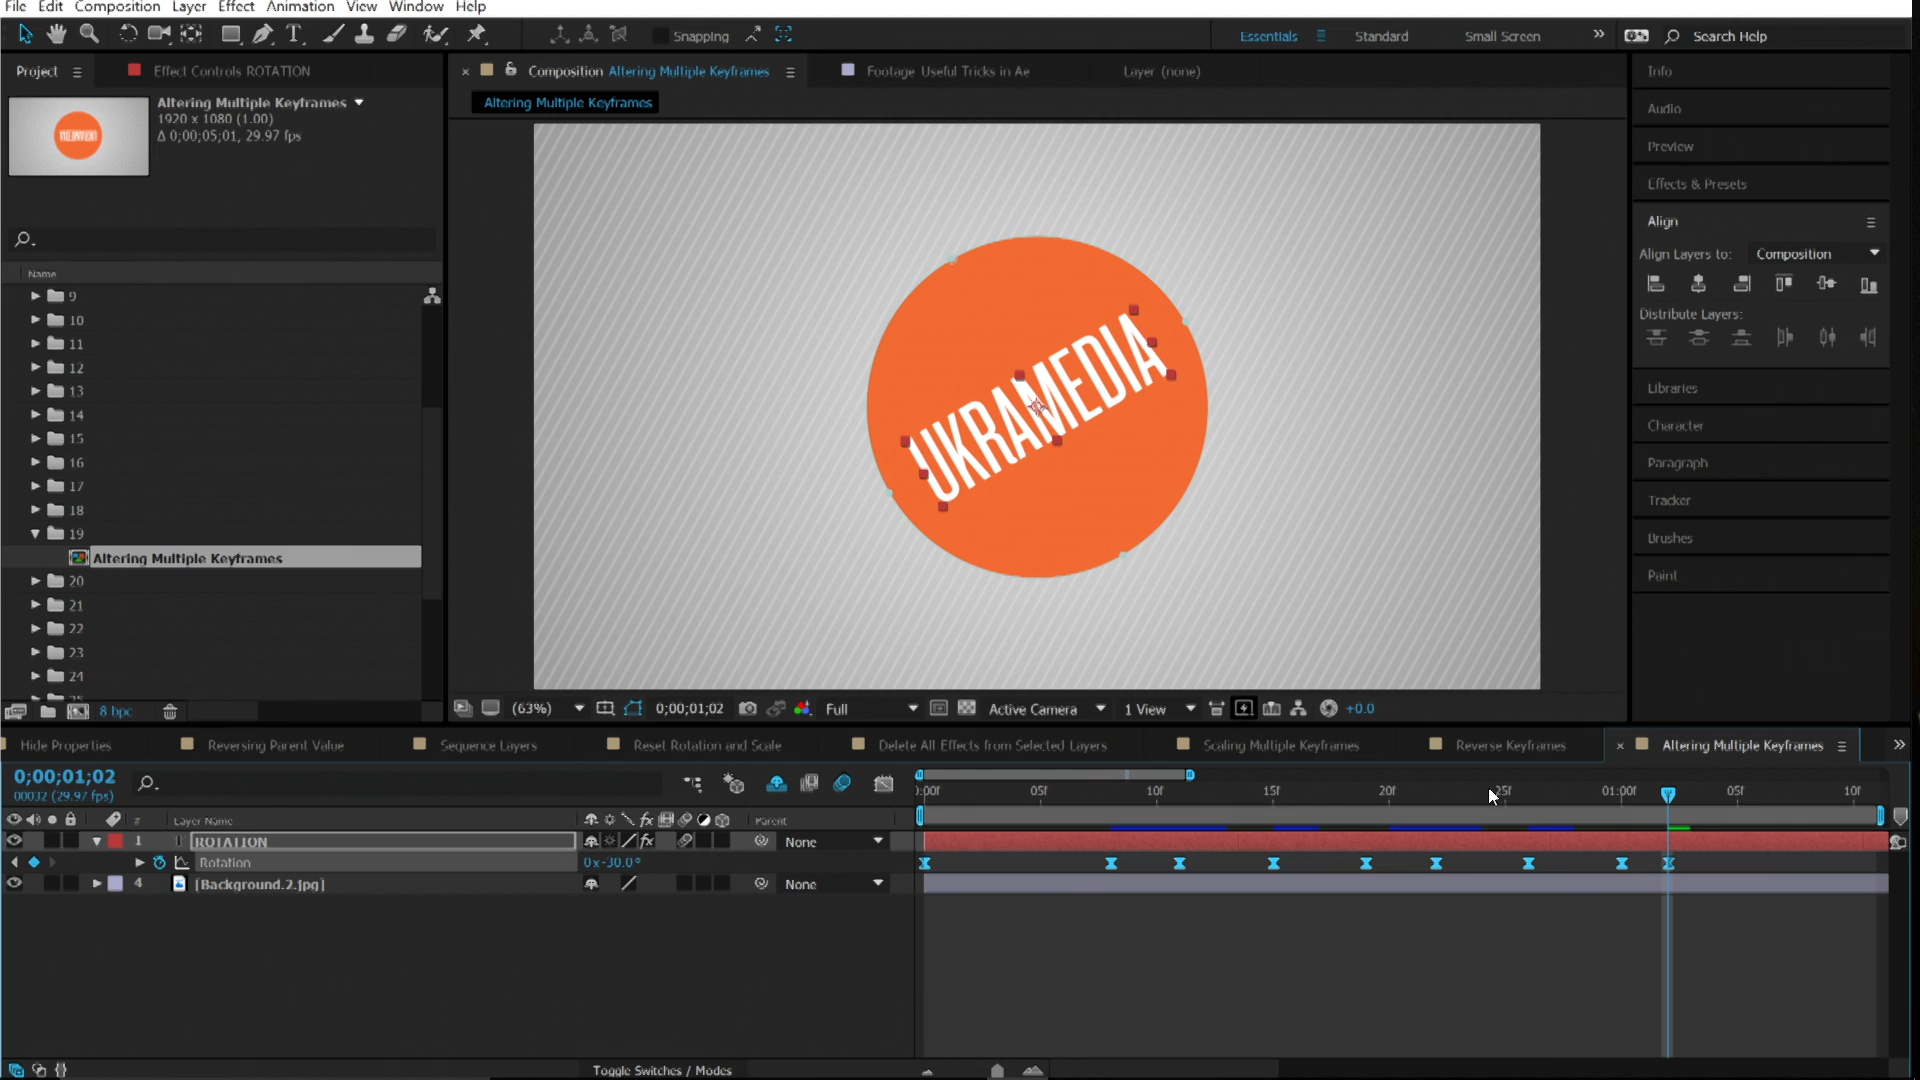 File Edit Composition Layer Effect Animation View Window Help
Snapping
Essentials
Standard
Small Screen
Search Help
Project
Effect Controls ROTATION
Composition Altering Multiple Keyframes
Footage Useful Tricks in Ae
Layer (none)
Altering Multiple Keyframes
1920 x 1080 (1.00)
Δ 0;00;05;01, 29.97 fps
Altering Multiple Keyframes
Name
9
10
11
12
13
14
15
16
17
18
19
Altering Multiple Keyframes
20
21
22
23
24
8 bpc
UKRAMEDIA
(63%)
0;00;01;02
Full
Active Camera
1 View
+0.0
Info
Audio
Preview
Effects & Presets
Align
Align Layers to: Composition
Distribute Layers:
Libraries
Character
Paragraph
Tracker
Brushes
Paint
Hide Properties
Reversing Parent Value
Sequence Layers
Reset Rotation and Scale
Delete All Effects from Selected Layers
Scaling Multiple Keyframes
Reverse Keyframes
Altering Multiple Keyframes
0;00;01;02
00032 (29.97 fps)
05f 10f 15f 20f 25f 01:00f 05f 10f
# Layer Name
Parent
1 T ROTATION
None
Rotation
0x-30.0°
4 [Background.2.jpg]
None
Toggle Switches / Modes